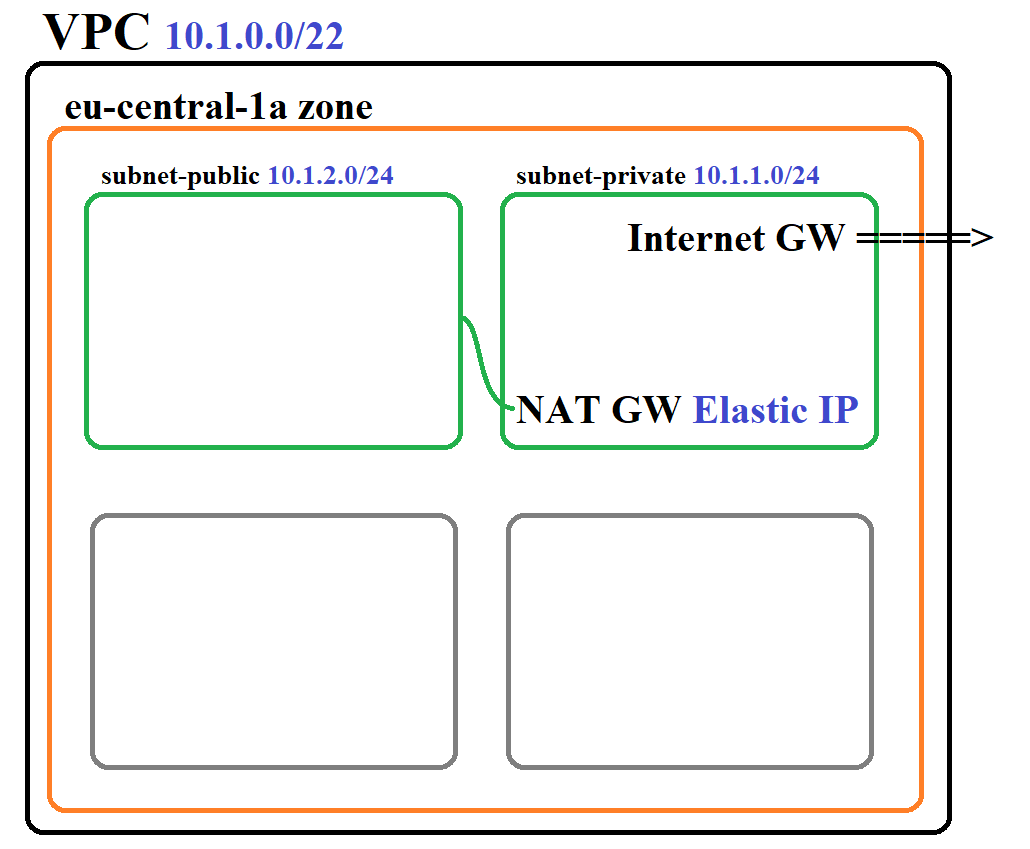 VPC 10.1.0.0/22
eu-central-1a zone
subnet-public 10.1.2.0/24
subnet-private 10.1.1.0/24
Internet GW =====>
NAT GW Elastic IP